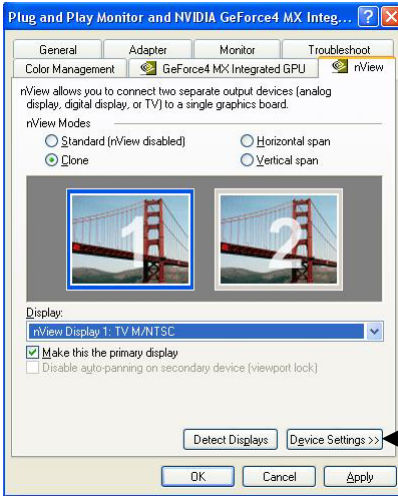 Plug and Play Monitor and NVIDIA GeForce4 MX Integ...
General Adapter Monitor Troubleshoot
Color Management GeForce4 MX Integrated GPU nView
nView allows you to connect two separate output devices (analog
display, digital display, or TV) to a single graphics board.
nView Modes
Standard (nView disabled) Horizontal span
Clone Vertical span
1 2
Display:
nView Display 1: TV M/NTSC
Make this the primary display
Disable auto-panning on secondary device (viewport lock)
Detect Displays Device Settings >>
OK Cancel Apply